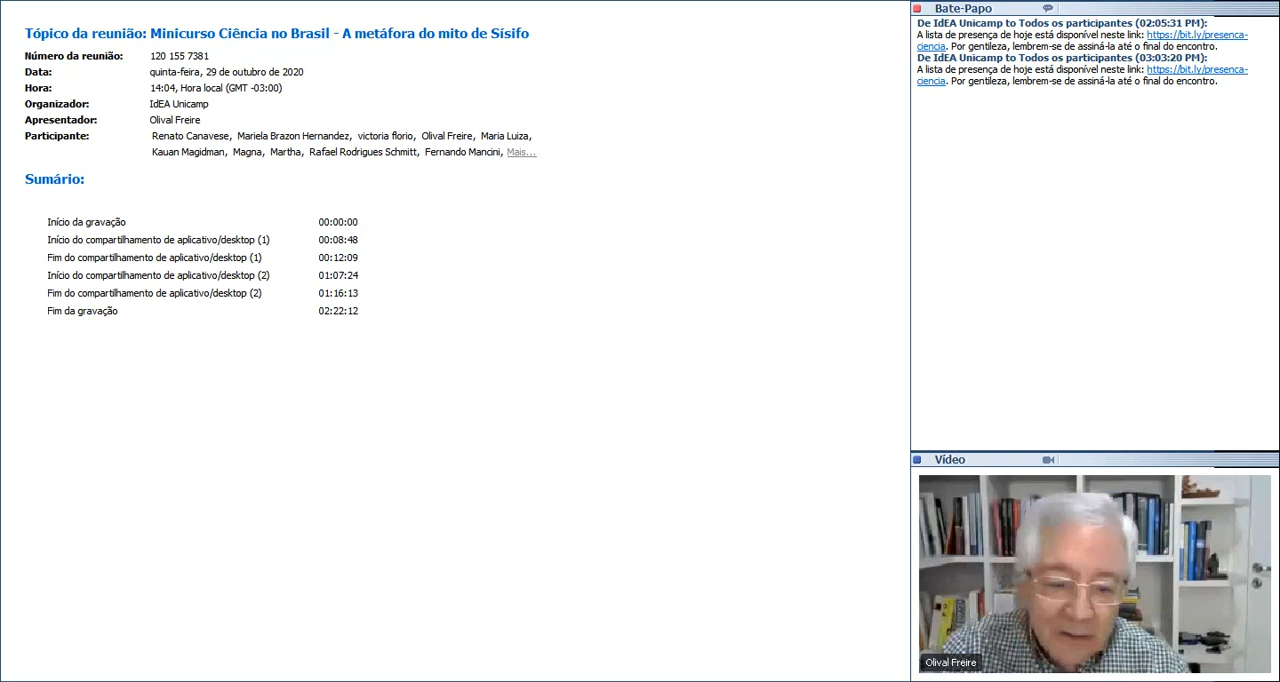 Tópico da reunião: Minicurso Ciência no Brasil - A metáfora do mito de Sísifo
Número da reunião: 120 155 7381
Data: quinta-feira, 29 de outubro de 2020
Hora: 14:04, Hora local (GMT -03:00)
Organizador: IdEA Unicamp
Apresentador: Olival Freire
Participante: Renato Canavese, Mariela Brazon Hernandez, victoria florio, Olival Freire, Maria Luiza,
Kauan Magidman, Magna, Martha, Rafael Rodrigues Schmitt, Fernando Mancini, Mais...
Sumário:
Início da gravação 00:00:00
Início do compartilhamento de aplicativo/desktop (1) 00:08:48
Fim do compartilhamento de aplicativo/desktop (1) 00:12:09
Início do compartilhamento de aplicativo/desktop (2) 01:07:24
Fim do compartilhamento de aplicativo/desktop (2) 01:16:13
Fim da gravação 02:22:12
Bate-Papo
De IdEA Unicamp to Todos os participantes (02:05:31 PM):
A lista de presença de hoje está disponível neste link: https://bit.ly/presenca-
ciencia. Por gentileza, lembrem-se de assiná-la até o final do encontro.
De IdEA Unicamp to Todos os participantes (03:03:20 PM):
A lista de presença de hoje está disponível neste link: https://bit.ly/presenca-
ciencia. Por gentileza, lembrem-se de assiná-la até o final do encontro.
Vídeo
Olival Freire